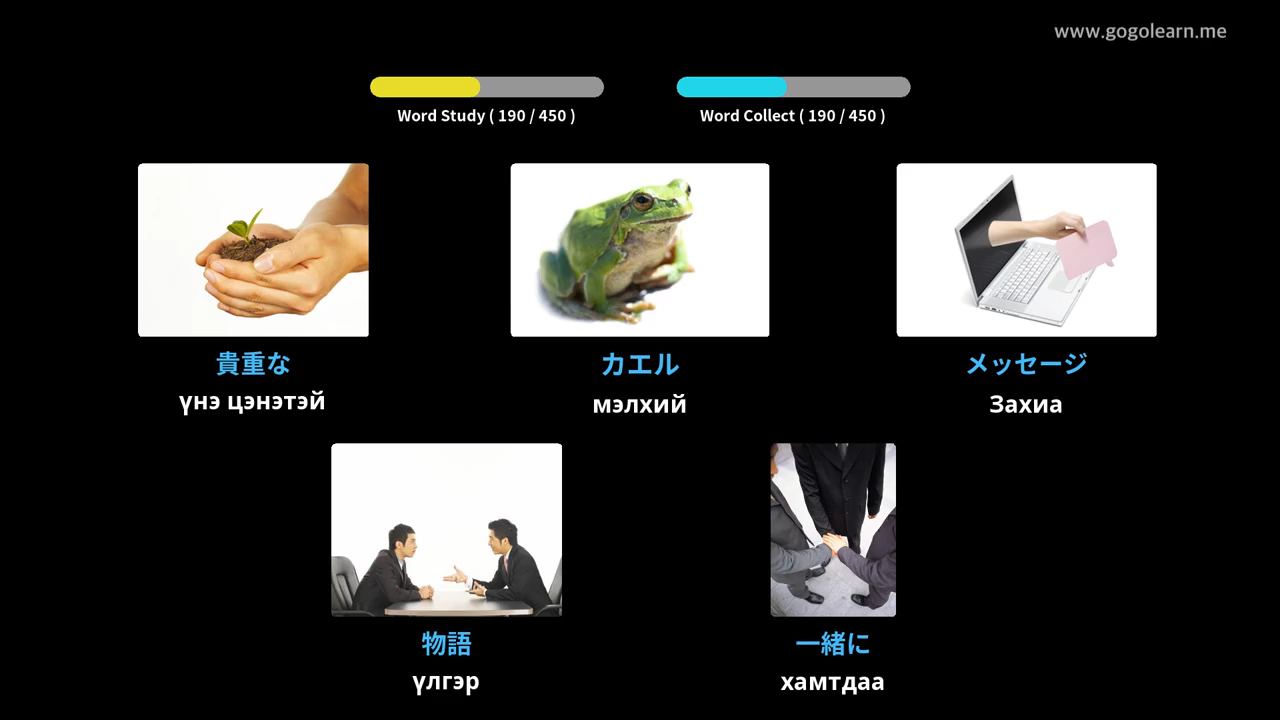 www.gogolearn.me
Word Study ( 190 / 450 )
Word Collect ( 190 / 450 )
貴重な
カエル
メッセージ
үнэ цэнэтэй
мэлхий
Захиа
物語
一緒に
үлгэр
хамтдаа